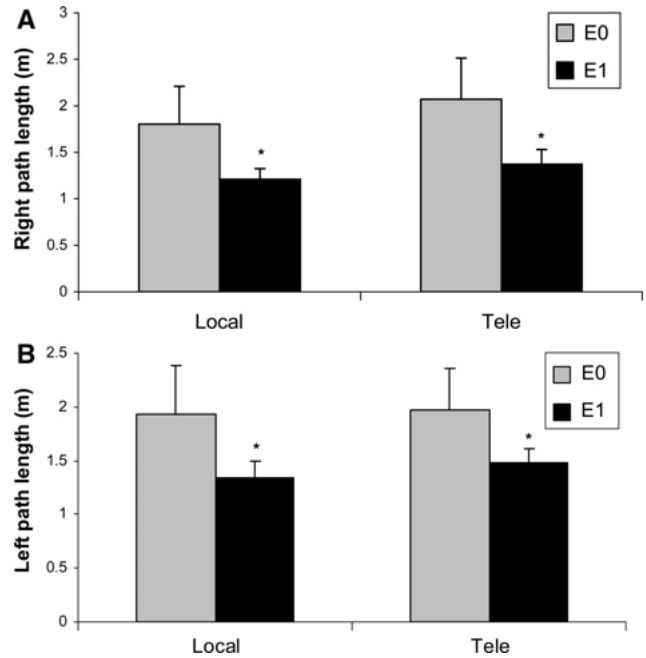 A
Right path length (m)
3
2.5
2
1.5
1
0.5
0
E0
E1
*
*
Local
Tele
B
Left path length (m)
2.5
2
1.5
1
0.5
0
E0
E1
*
*
Local
Tele